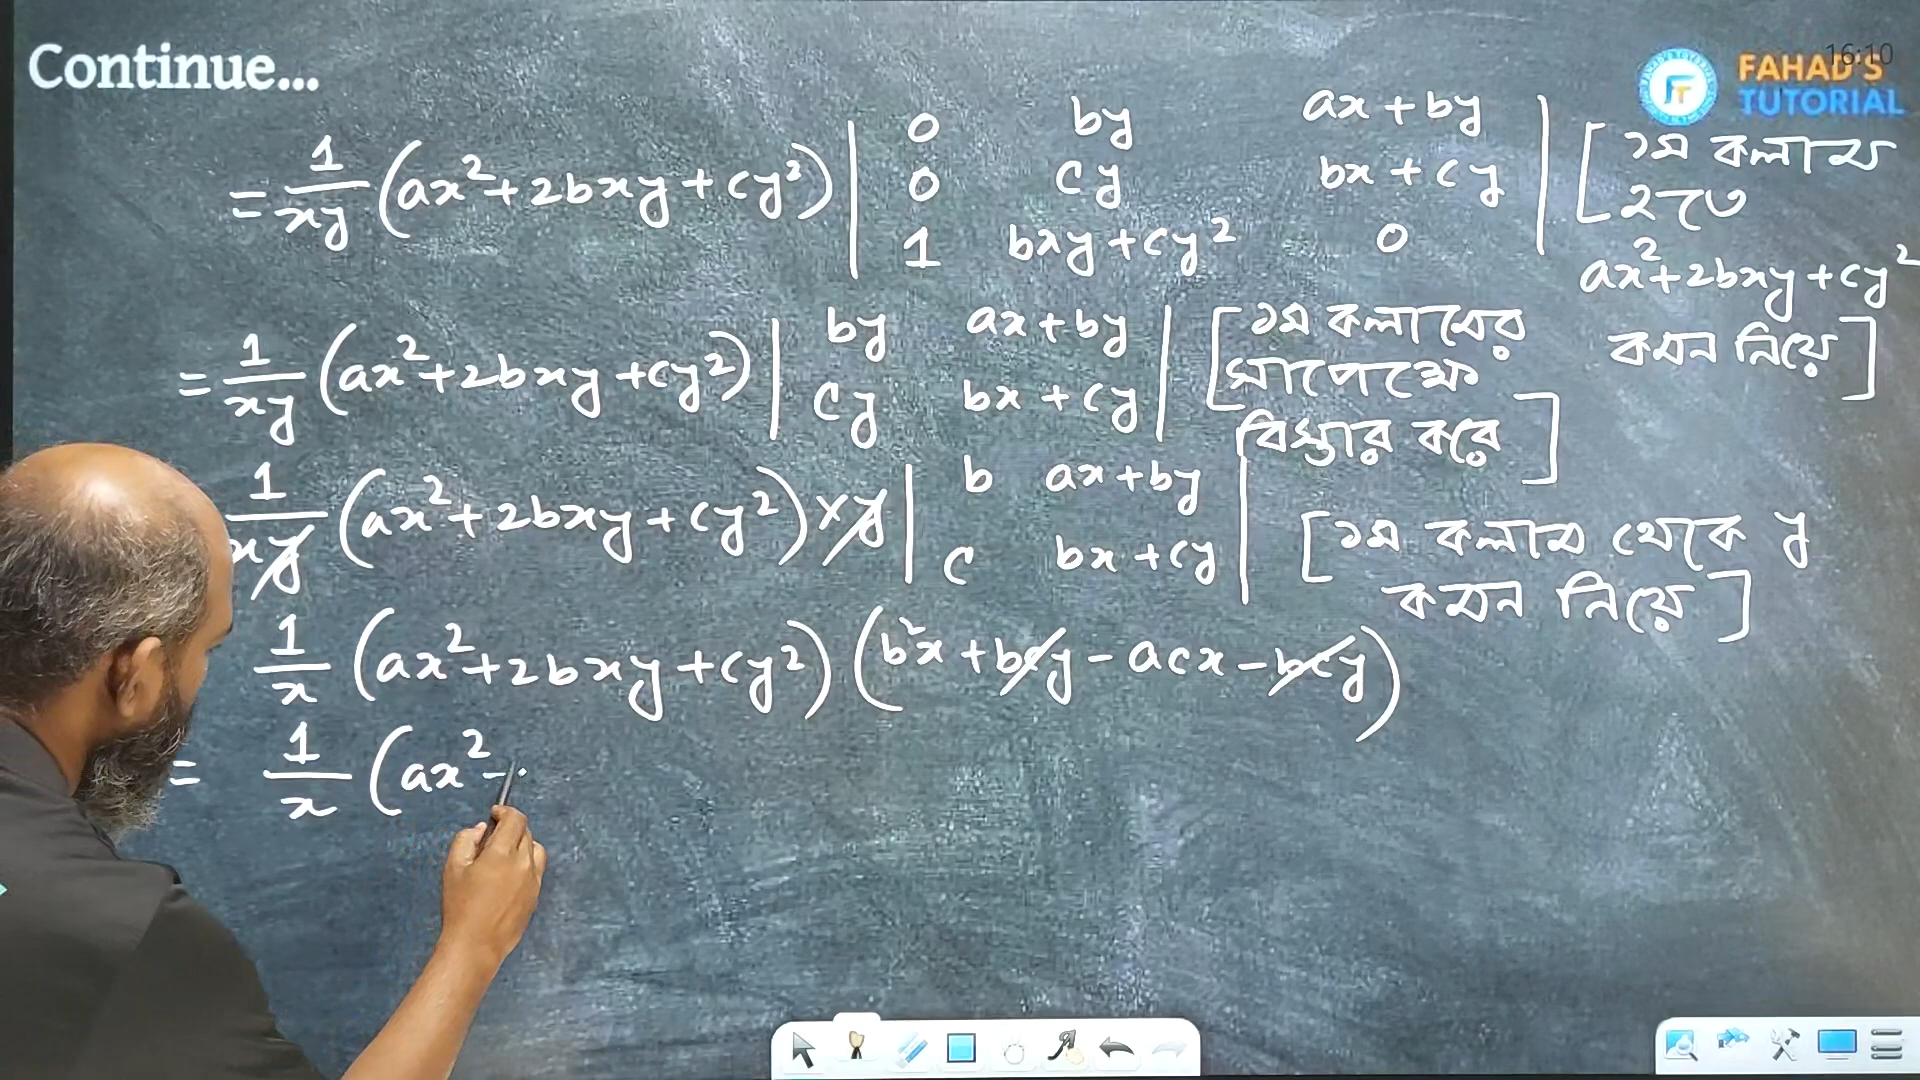 Continue...
16:10
FAHAD'S
TUTORIAL
= 1/xy (ax²+2bxy+cy²) | 0 by ax+by |
| 0 cy bx+cy |
| 1 bxy+cy² 0 |
[১ম কলাম
হতে
ax²+2bxy+cy²
কমন নিয়ে]
= 1/xy (ax²+2bxy+cy²) | by ax+by |
| cy bx+cy |
[১ম কলামের
সাপেক্ষে
বিস্তার করে]
1/xy (ax²+2bxy+cy²)×y | b ax+by |
| c bx+cy |
[১ম কলাম থেকে y
কমন নিয়ে]
1/x (ax²+2bxy+cy²) (b²x+bcy-acx-bcy)
= 1/x (ax²-